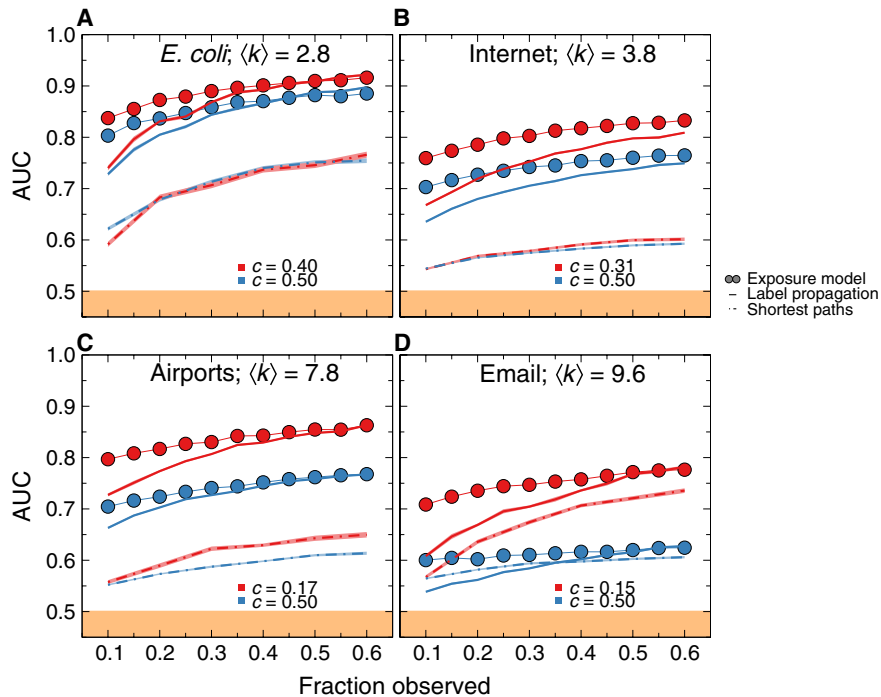 A
B
E. coli; ⟨k⟩ = 2.8
Internet; ⟨k⟩ = 3.8
1.0
0.9
0.8
0.7
0.6
0.5
AUC
c = 0.40
c = 0.50
c = 0.31
c = 0.50
Exposure model
Label propagation
Shortest paths
C
D
Airports; ⟨k⟩ = 7.8
Email; ⟨k⟩ = 9.6
1.0
0.9
0.8
0.7
0.6
0.5
AUC
c = 0.17
c = 0.50
c = 0.15
c = 0.50
0.1 0.2 0.3 0.4 0.5 0.6
0.1 0.2 0.3 0.4 0.5 0.6
Fraction observed